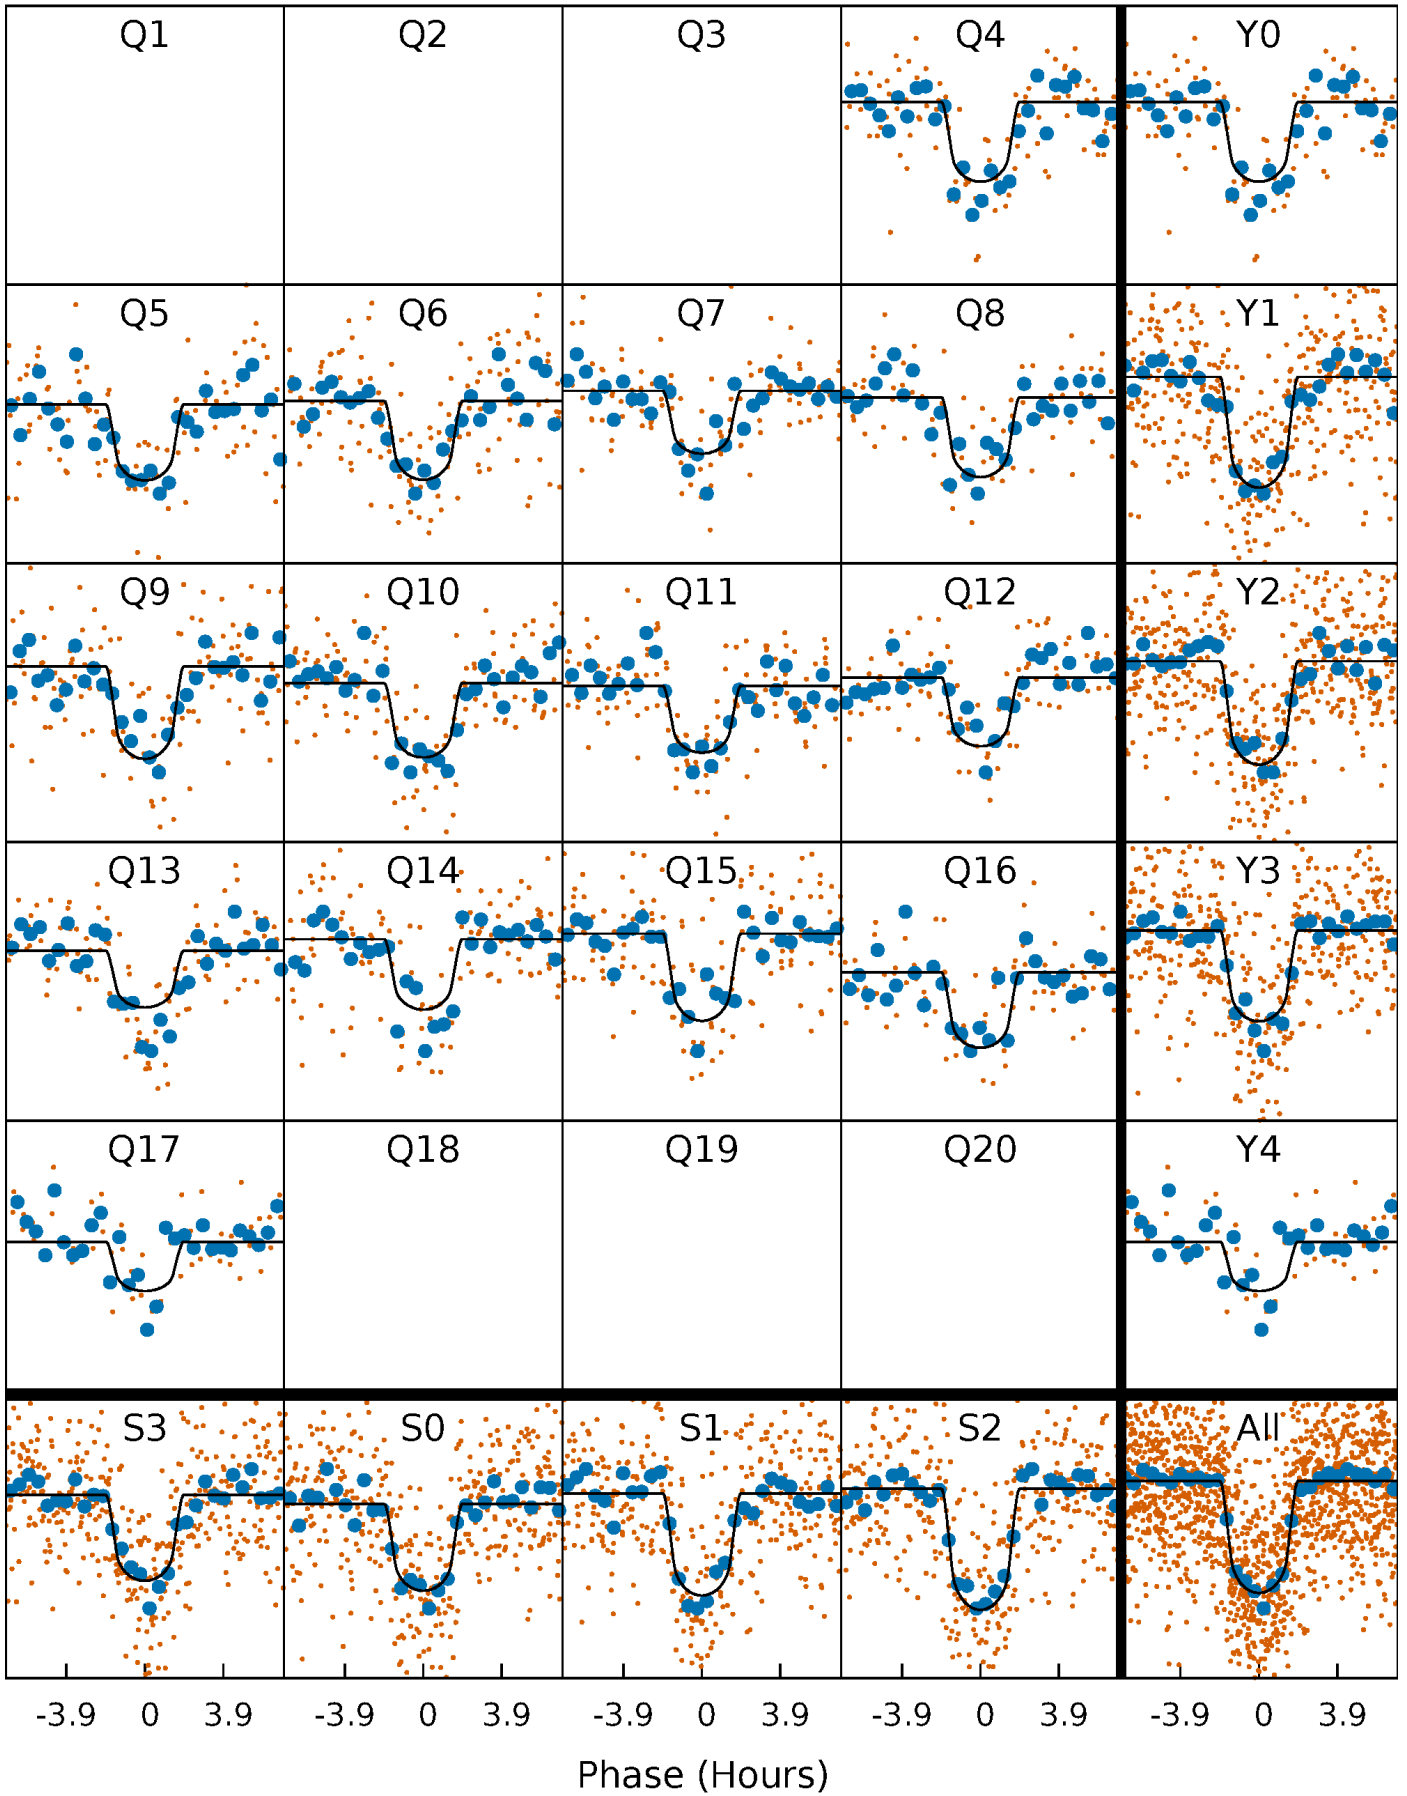 Q1 Q2 Q3 Q4 Y0
Q5 Q6 Q7 Q8 Y1
Q9 Q10 Q11 Q12 Y2
Q13 Q14 Q15 Q16 Y3
Q17 Q18 Q19 Q20 Y4
S3 S0 S1 S2 All
-3.9 0 3.9 -3.9 0 3.9 -3.9 0 3.9 -3.9 0 3.9 -3.9 0 3.9
Phase (Hours)